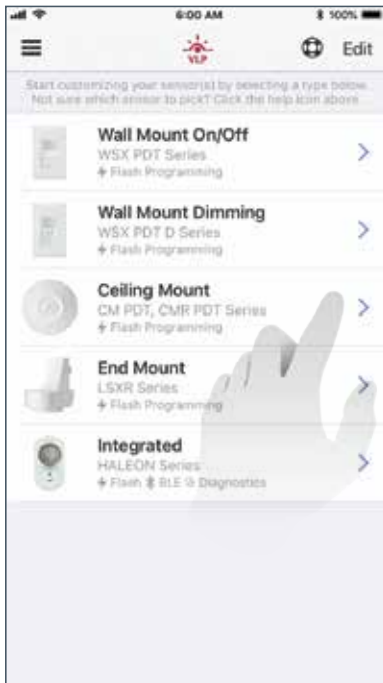 6:00 AM
100%
VLP
Edit
Start customizing your sensor(s) by selecting a type below.
Not sure which sensor to pick? Click the help icon above.
Wall Mount On/Off
WSX PDT Series
Flash Programming
Wall Mount Dimming
WSX PDT D Series
Flash Programming
Ceiling Mount
CM PDT, CMR PDT Series
Flash Programming
End Mount
LSXR Series
Flash Programming
Integrated
HALEON Series
Flash BLE Diagnostics